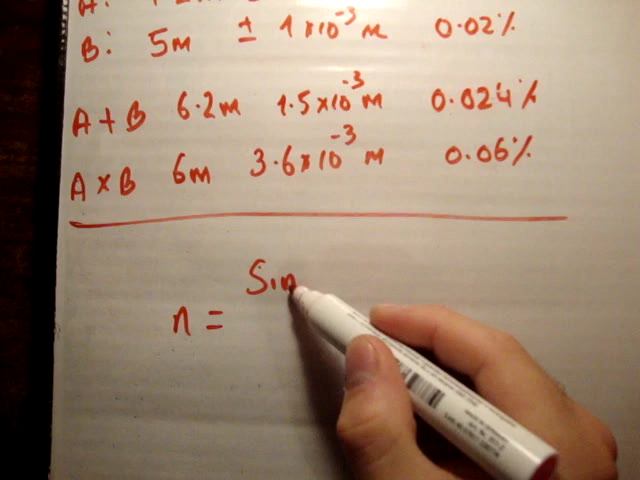 B: 5m ± 1×10⁻³ m 0.02%
A+B 6.2m 1.5×10⁻³ m 0.024%
A×B 6m 3.6×10⁻³ m 0.06%
Sin
n =